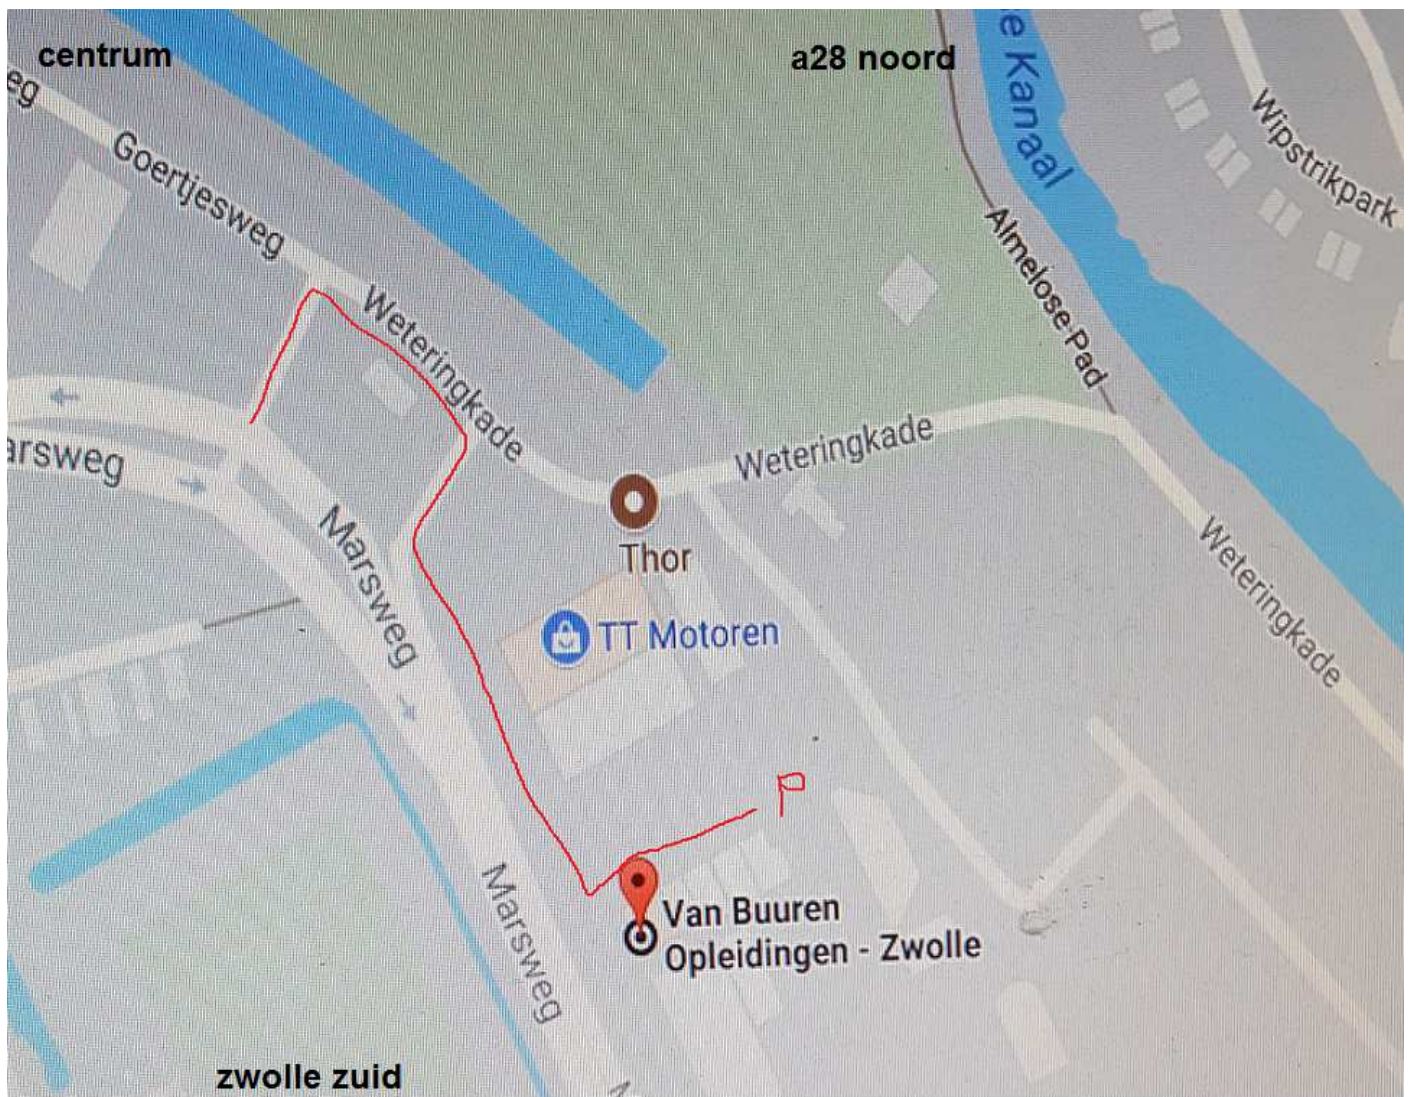 centrum
a28 noord
eg
Goertjesweg
se Kanaal
Wipstrikpark
Almelose Pad
Weteringkade
Weteringkade
arsweg
Marsweg
Thor
TT Motoren
Weteringkade
P
Marsweg
Van Buuren
Opleidingen - Zwolle
zwolle zuid